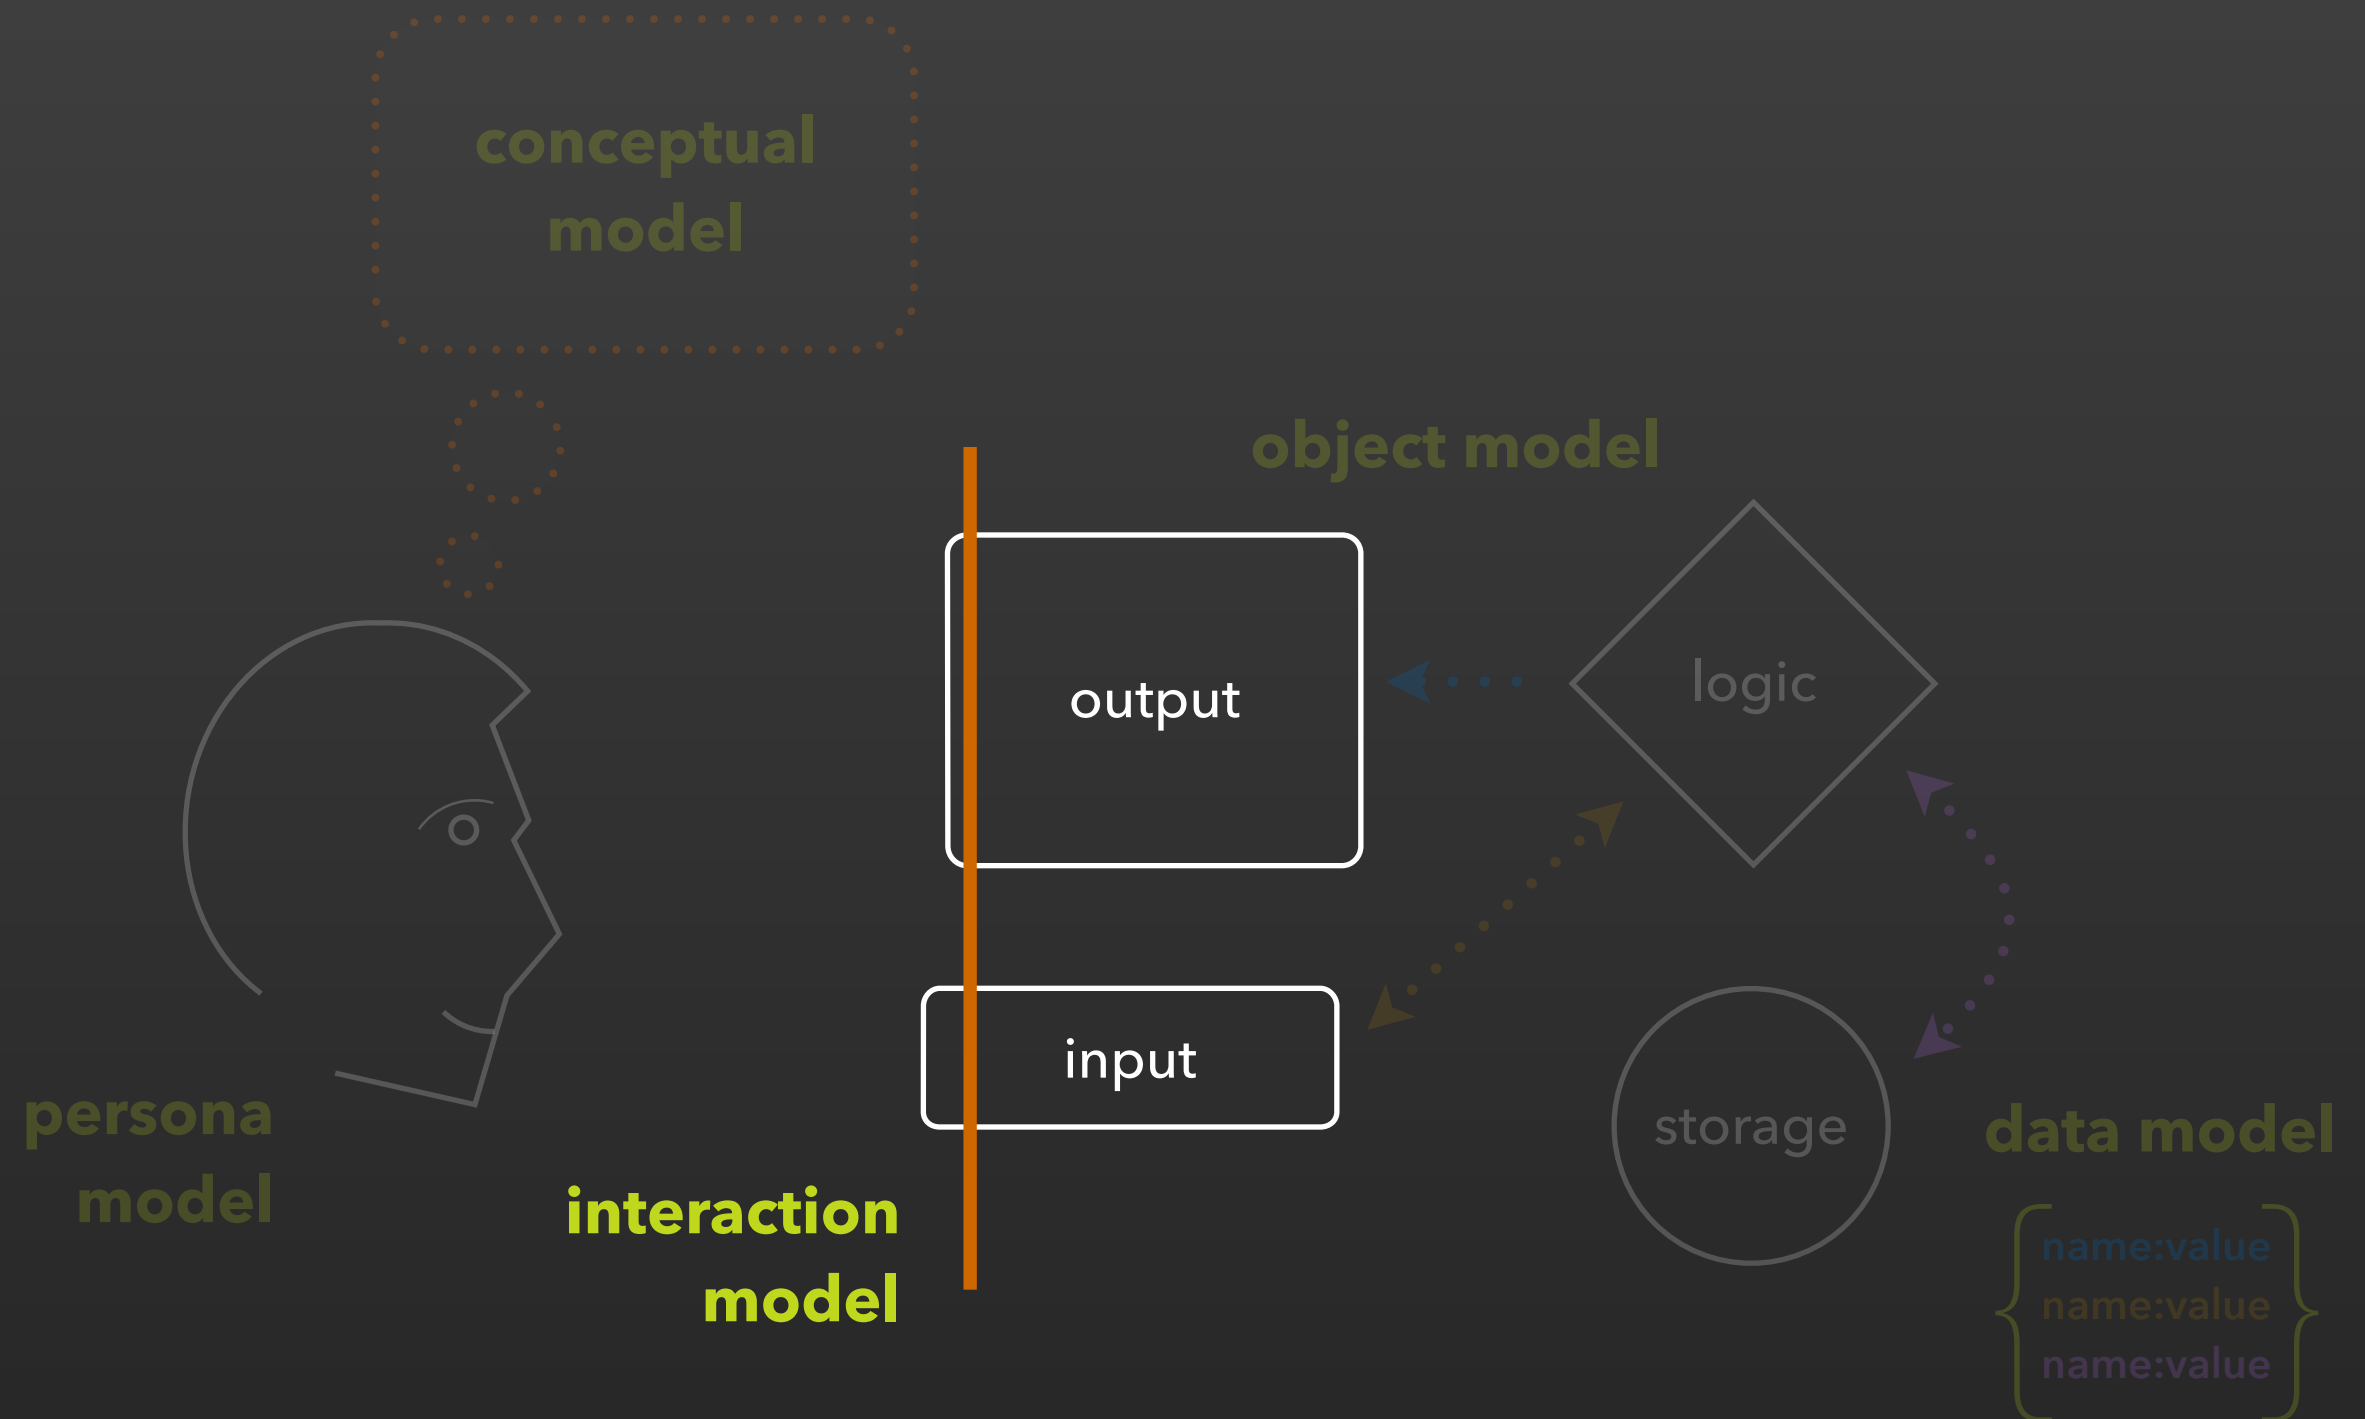 conceptual
model
object model
output
logic
input
storage
persona
model
interaction
model
data model
name:value
name:value
name:value